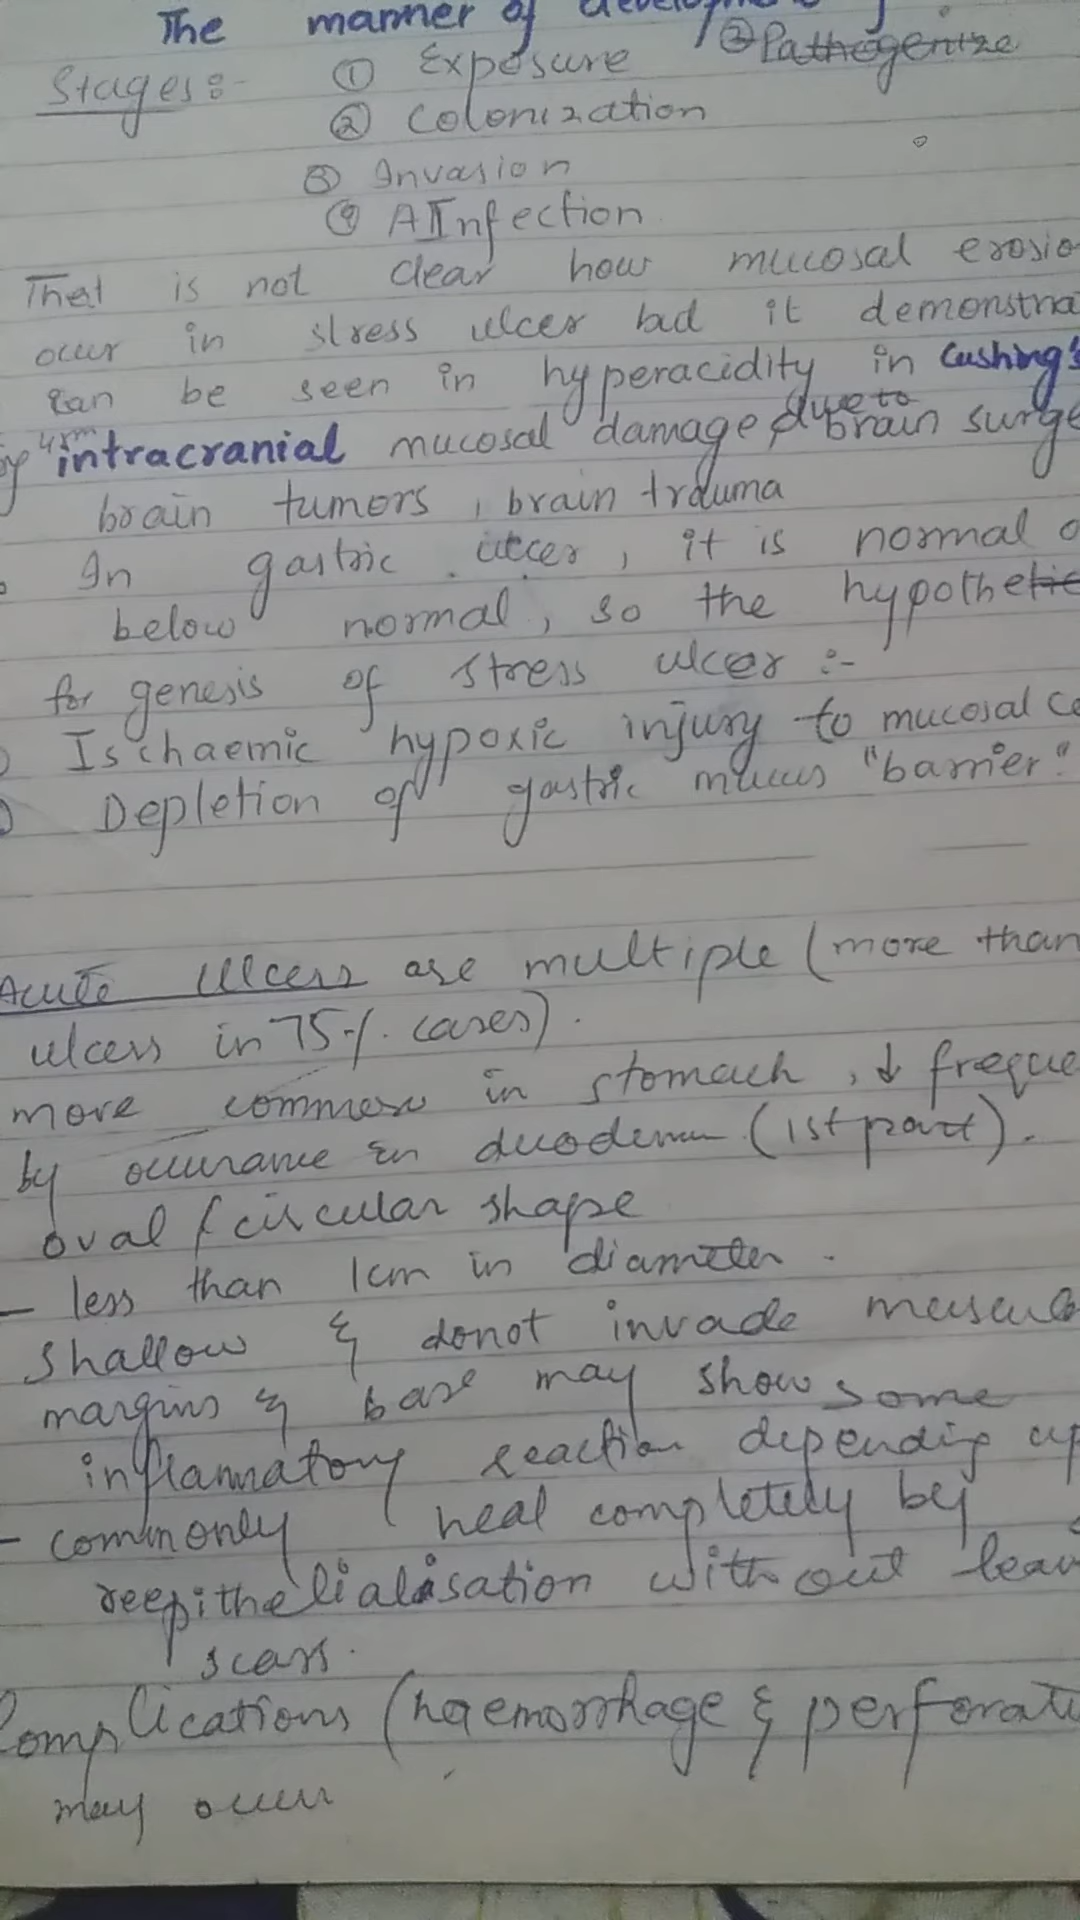 The manner of
Stages:- ① Exposure ② Pathogenize
② Colonization
③ Invasion
④ A Infection
That is not clear how mucosal erosio
occur in stress ulcer bud it demonstra
can be seen in hyperacidity in Cushing's
intracranial mucosal damage, due to brain surge
brain tumors, brain trauma
In gastric ulcer, it is normal o
below normal, so the hypothetic
for genesis of stress ulcer :-
Ischaemic hypoxic injury to mucosal ce
Depletion of gastric mucus "barrier".
Acute Ulcers are multiple (more than
ulcers in 75%. cases).
more common in stomach, ↓ freque
by occurance in duodenum (1st part).
oval / circular shape
- less than 1cm in diameter.
Shallow & donot invade muscula
margins & base may show some
inflammatory reaction depending up
- commonly heal completely by
reepithelialisation without leav
scars.
Complications (haemorrhage & perforati
may occur